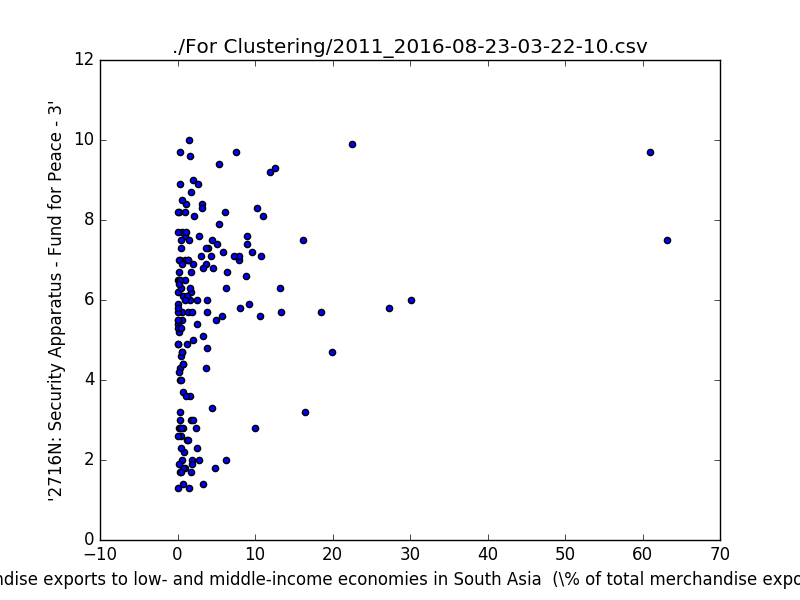 ./For Clustering/2011_2016-08-23-03-22-10.csv
12
10
8
6
4
2
0
'2716N: Security Apparatus - Fund for Peace - 3'
−10 0 10 20 30 40 50 60 70
exports to low- and middle-income economies in South Asia (\% of total merchandise